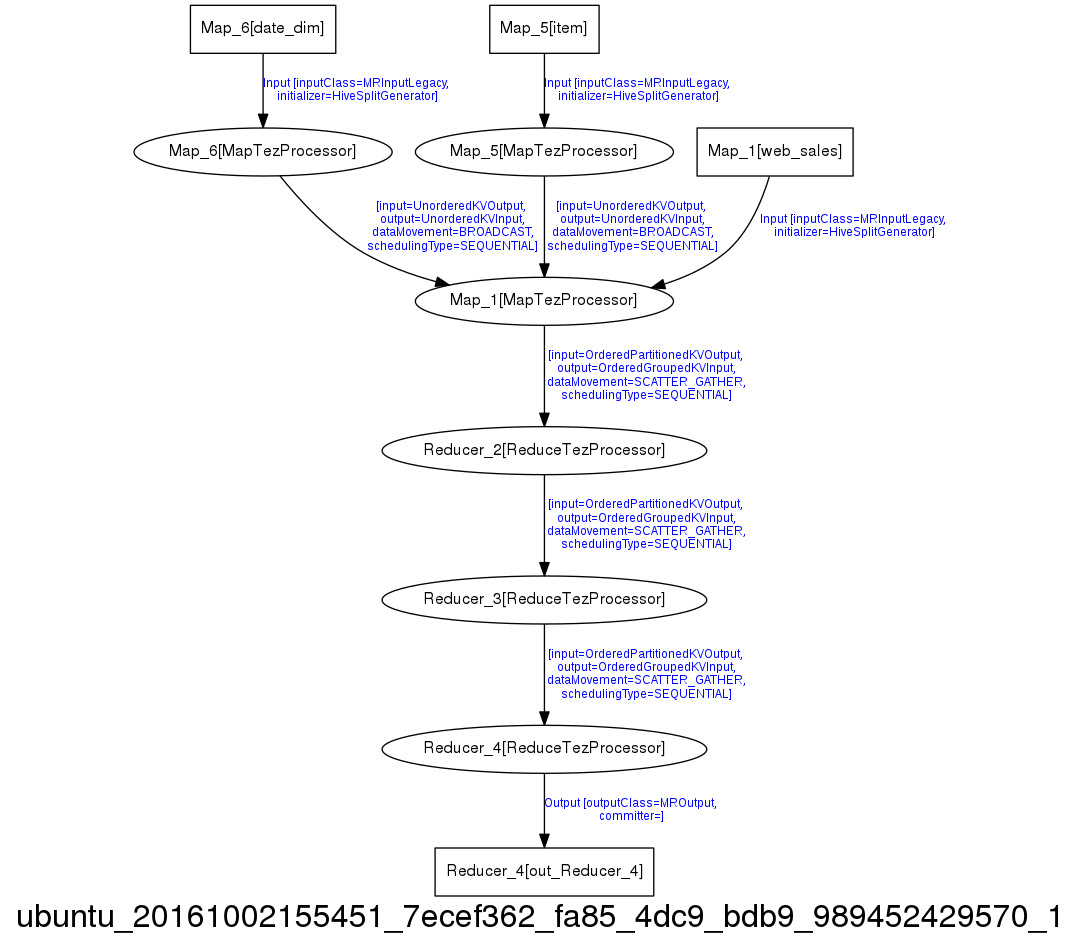 Map_6[date_dim]
Map_5[item]
Input [inputClass=MRInputLegacy,
initializer=HiveSplitGenerator]
Input [inputClass=MRInputLegacy,
initializer=HiveSplitGenerator]
Map_6[MapTezProcessor]
Map_5[MapTezProcessor]
Map_1[web_sales]
[input=UnorderedKVOutput,
output=UnorderedKVInput,
dataMovement=BROADCAST,
schedulingType=SEQUENTIAL]
[input=UnorderedKVOutput,
output=UnorderedKVInput,
dataMovement=BROADCAST,
schedulingType=SEQUENTIAL]
Input [inputClass=MRInputLegacy,
initializer=HiveSplitGenerator]
Map_1[MapTezProcessor]
[input=OrderedPartitionedKVOutput,
output=OrderedGroupedKVInput,
dataMovement=SCATTER_GATHER,
schedulingType=SEQUENTIAL]
Reducer_2[ReduceTezProcessor]
[input=OrderedPartitionedKVOutput,
output=OrderedGroupedKVInput,
dataMovement=SCATTER_GATHER,
schedulingType=SEQUENTIAL]
Reducer_3[ReduceTezProcessor]
[input=OrderedPartitionedKVOutput,
output=OrderedGroupedKVInput,
dataMovement=SCATTER_GATHER,
schedulingType=SEQUENTIAL]
Reducer_4[ReduceTezProcessor]
Output [outputClass=MROutput,
committer=]
Reducer_4[out_Reducer_4]
ubuntu_20161002155451_7ecef362_fa85_4dc9_bdb9_989452429570_1